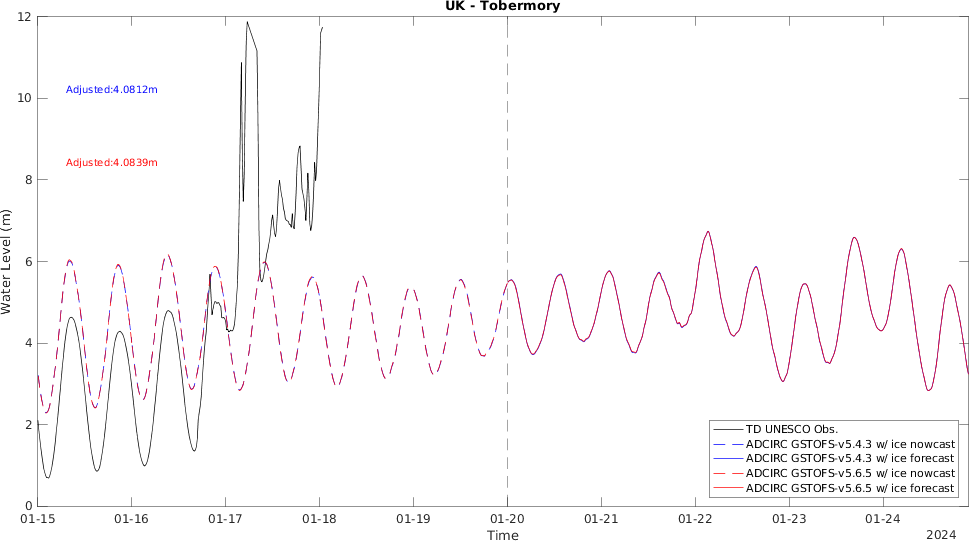 UK - Tobermory
12
10
8
6
4
2
0
Water Level (m)
Adjusted:4.0812m
Adjusted:4.0839m
TD UNESCO Obs.
ADCIRC GSTOFS-v5.4.3 w/ ice nowcast
ADCIRC GSTOFS-v5.4.3 w/ ice forecast
ADCIRC GSTOFS-v5.6.5 w/ ice nowcast
ADCIRC GSTOFS-v5.6.5 w/ ice forecast
01-15 01-16 01-17 01-18 01-19 01-20 01-21 01-22 01-23 01-24
Time
2024